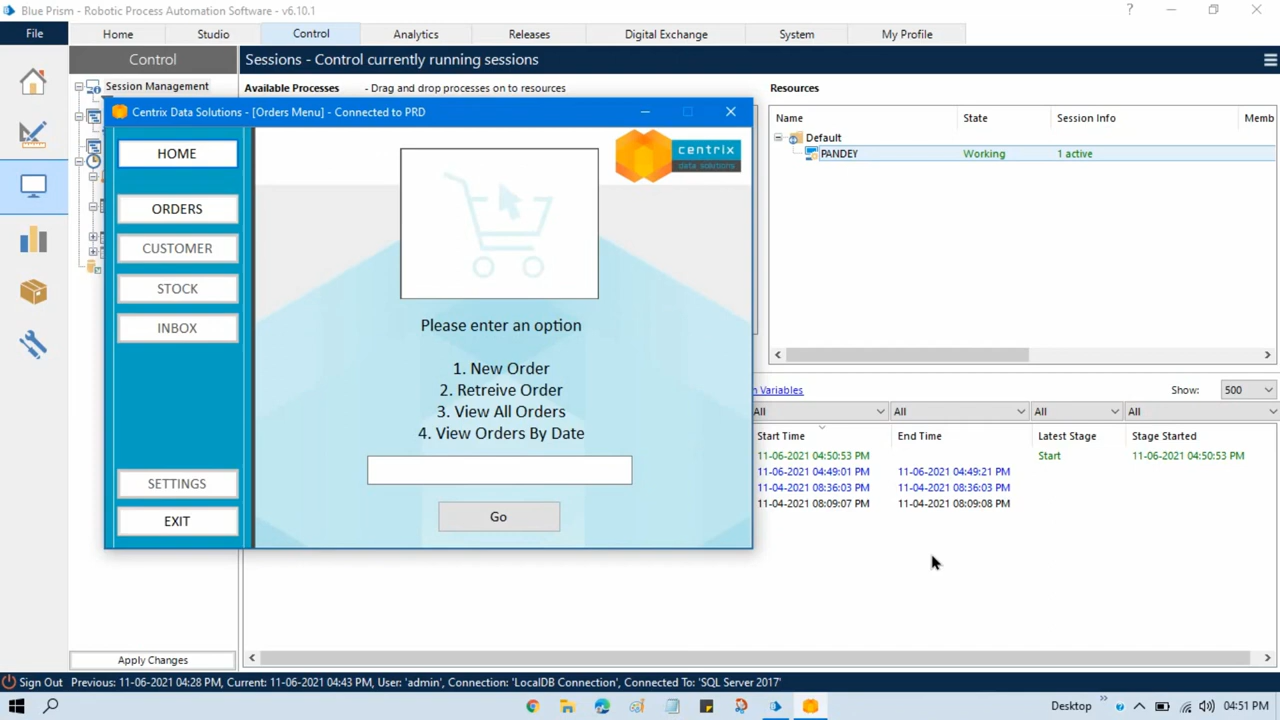 Blue Prism - Robotic Process Automation Software - v6.10.1
File
Home
Studio
Control
Analytics
Releases
Digital Exchange
System
My Profile
Control
Sessions - Control currently running sessions
Session Management
Available Processes - Drag and drop processes on to resources
Resources
Name
State
Session Info
Memb
Default
PANDEY
Working
1 active
Centrix Data Solutions - [Orders Menu] - Connected to PRD
HOME
ORDERS
CUSTOMER
STOCK
INBOX
SETTINGS
EXIT
centrix
data solutions
Please enter an option
1. New Order
2. Retreive Order
3. View All Orders
4. View Orders By Date
Go
n Variables
Show:
500
All
All
All
All
Start Time
End Time
Latest Stage
Stage Started
11-06-2021 04:50:53 PM
Start
11-06-2021 04:50:53 PM
11-06-2021 04:49:01 PM
11-06-2021 04:49:21 PM
11-04-2021 08:36:03 PM
11-04-2021 08:36:03 PM
11-04-2021 08:09:07 PM
11-04-2021 08:09:08 PM
Apply Changes
Sign Out
Previous: 11-06-2021 04:28 PM, Current: 11-06-2021 04:43 PM, User: 'admin', Connection: 'LocalDB Connection', Connected To: 'SQL Server 2017'
Desktop
04:51 PM